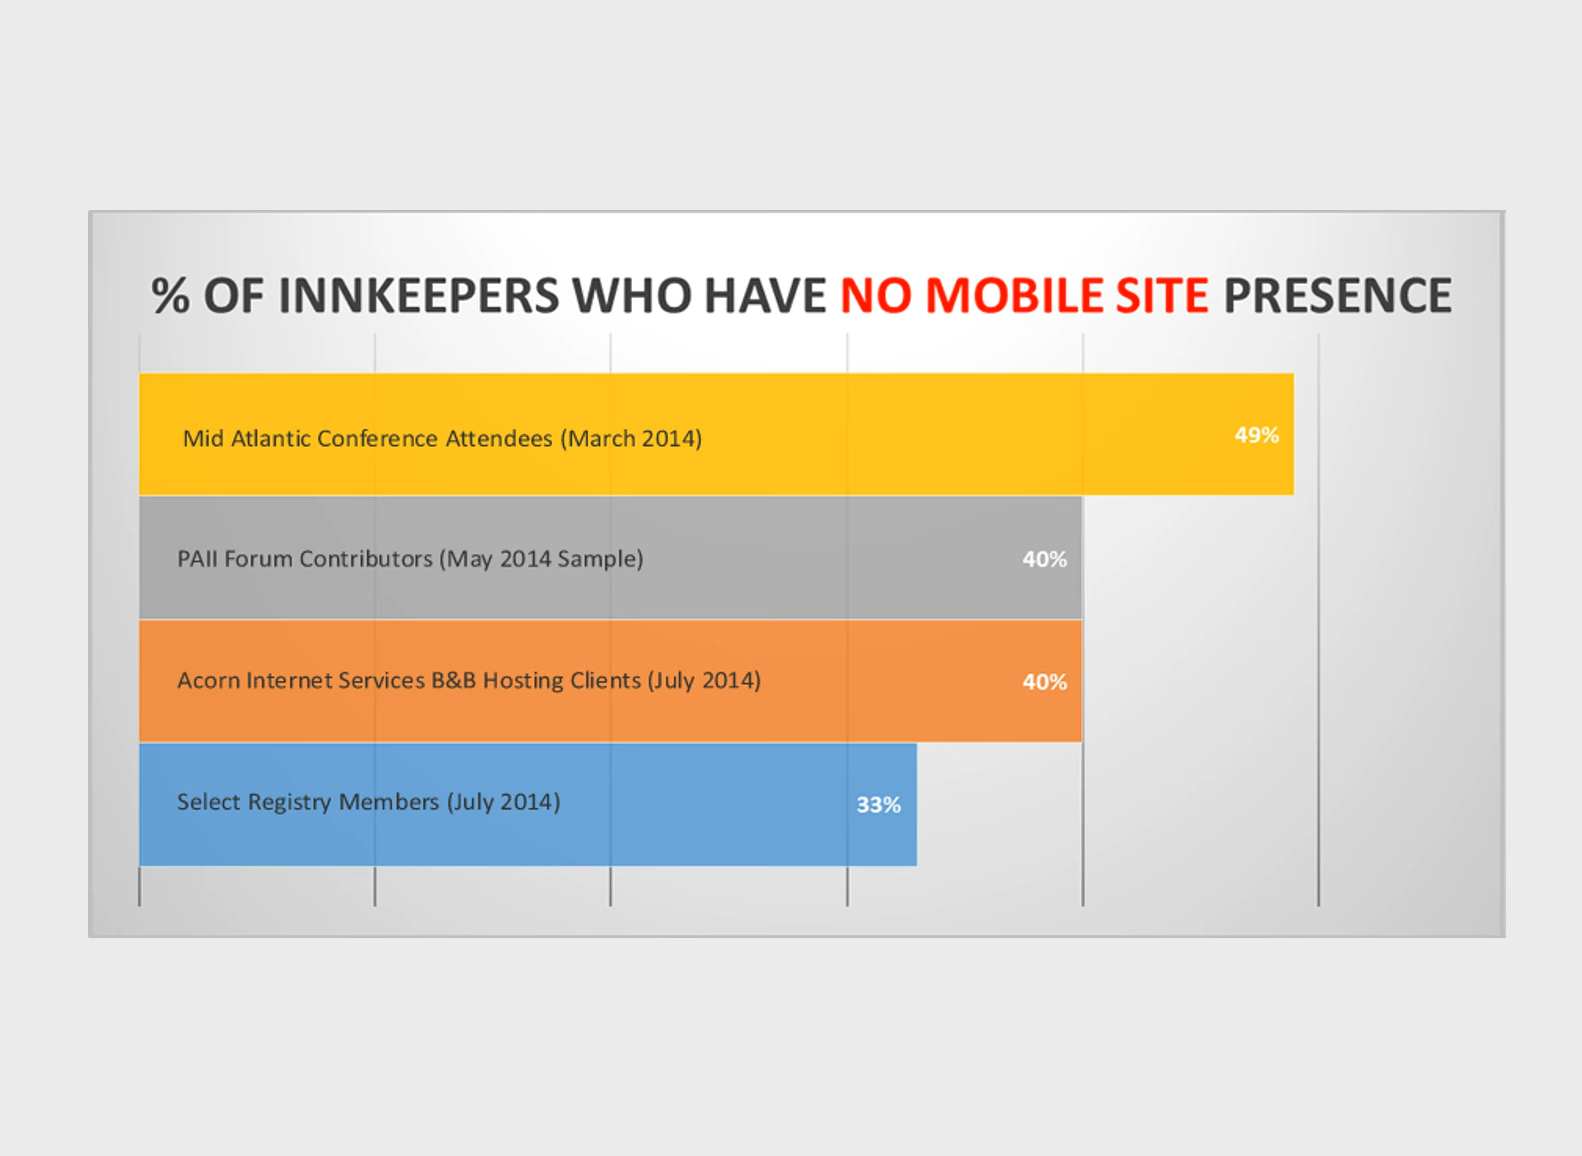 % OF INNKEEPERS WHO HAVE NO MOBILE SITE PRESENCE
Mid Atlantic Conference Attendees (March 2014) 49%
PAII Forum Contributors (May 2014 Sample) 40%
Acorn Internet Services B&B Hosting Clients (July 2014) 40%
Select Registry Members (July 2014) 33%